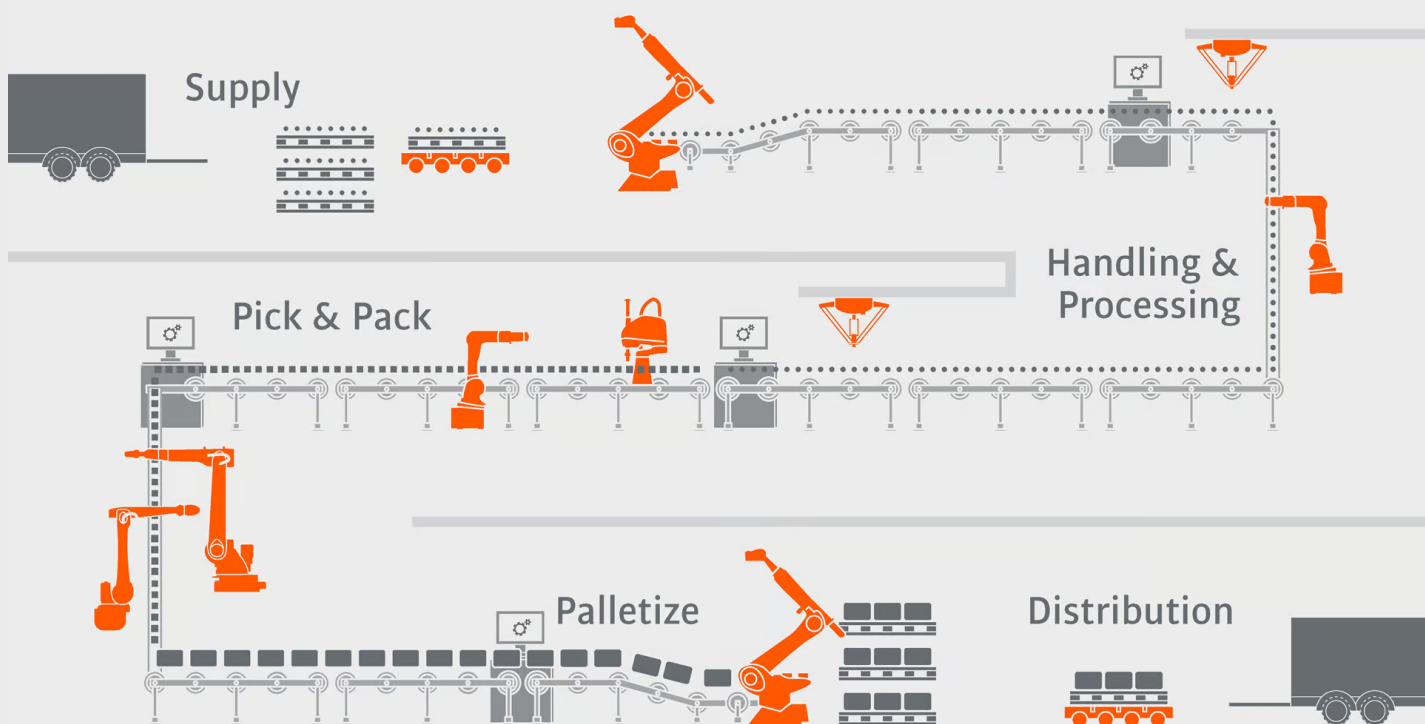 Supply
Handling &
Processing
Pick & Pack
Palletize
Distribution